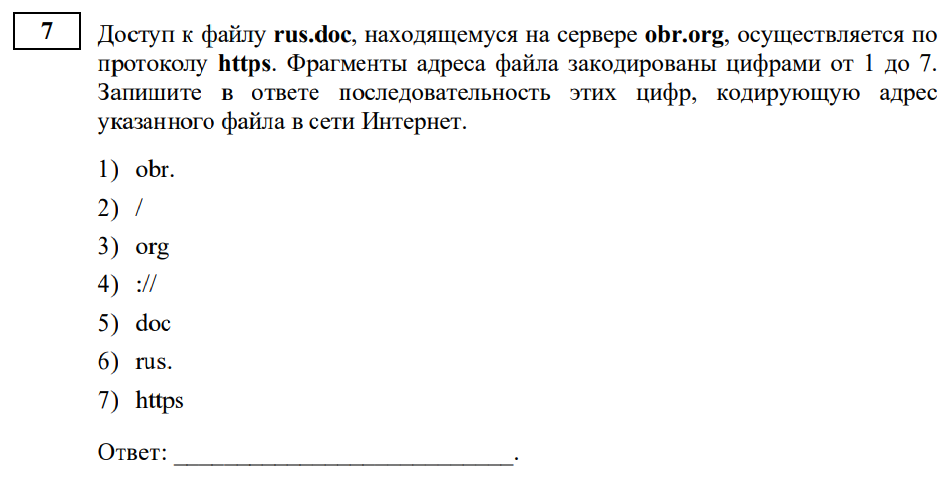 7
Доступ к файлу rus.doc, находящемуся на сервере obr.org, осуществляется по
протоколу https. Фрагменты адреса файла закодированы цифрами от 1 до 7.
Запишите в ответе последовательность этих цифр, кодирующую адрес
указанного файла в сети Интернет.
1) obr.
2) /
3) org
4) ://
5) doc
6) rus.
7) https
Ответ: ___________________________.